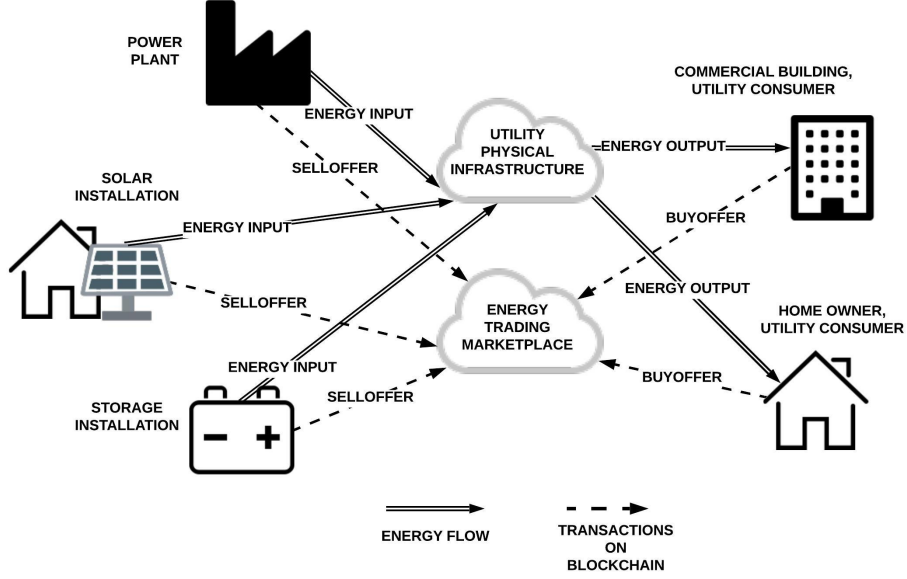 POWER
PLANT
COMMERCIAL BUILDING,
UTILITY CONSUMER
ENERGY INPUT
UTILITY
PHYSICAL
INFRASTRUCTURE
ENERGY OUTPUT
SELLOFFER
SOLAR
INSTALLATION
ENERGY INPUT
BUYOFFER
SELLOFFER
ENERGY OUTPUT
ENERGY
TRADING
MARKETPLACE
HOME OWNER,
UTILITY CONSUMER
ENERGY INPUT
BUYOFFER
SELLOFFER
STORAGE
INSTALLATION
ENERGY FLOW
TRANSACTIONS
ON
BLOCKCHAIN